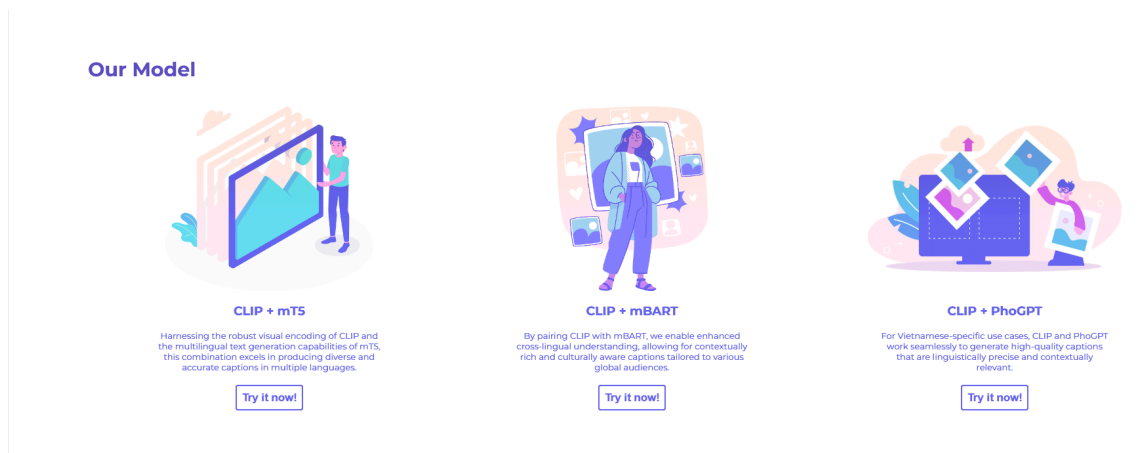 Our Model
CLIP + mT5
Harnessing the robust visual encoding of CLIP and
the multilingual text generation capabilities of mT5,
this combination excels in producing diverse and
accurate captions in multiple languages.
Try it now!
CLIP + mBART
By pairing CLIP with mBART, we enable enhanced
cross-lingual understanding, allowing for contextually
rich and culturally aware captions tailored to various
global audiences.
Try it now!
CLIP + PhoGPT
For Vietnamese-specific use cases, CLIP and PhoGPT
work seamlessly to generate high-quality captions
that are linguistically precise and contextually
relevant.
Try it now!